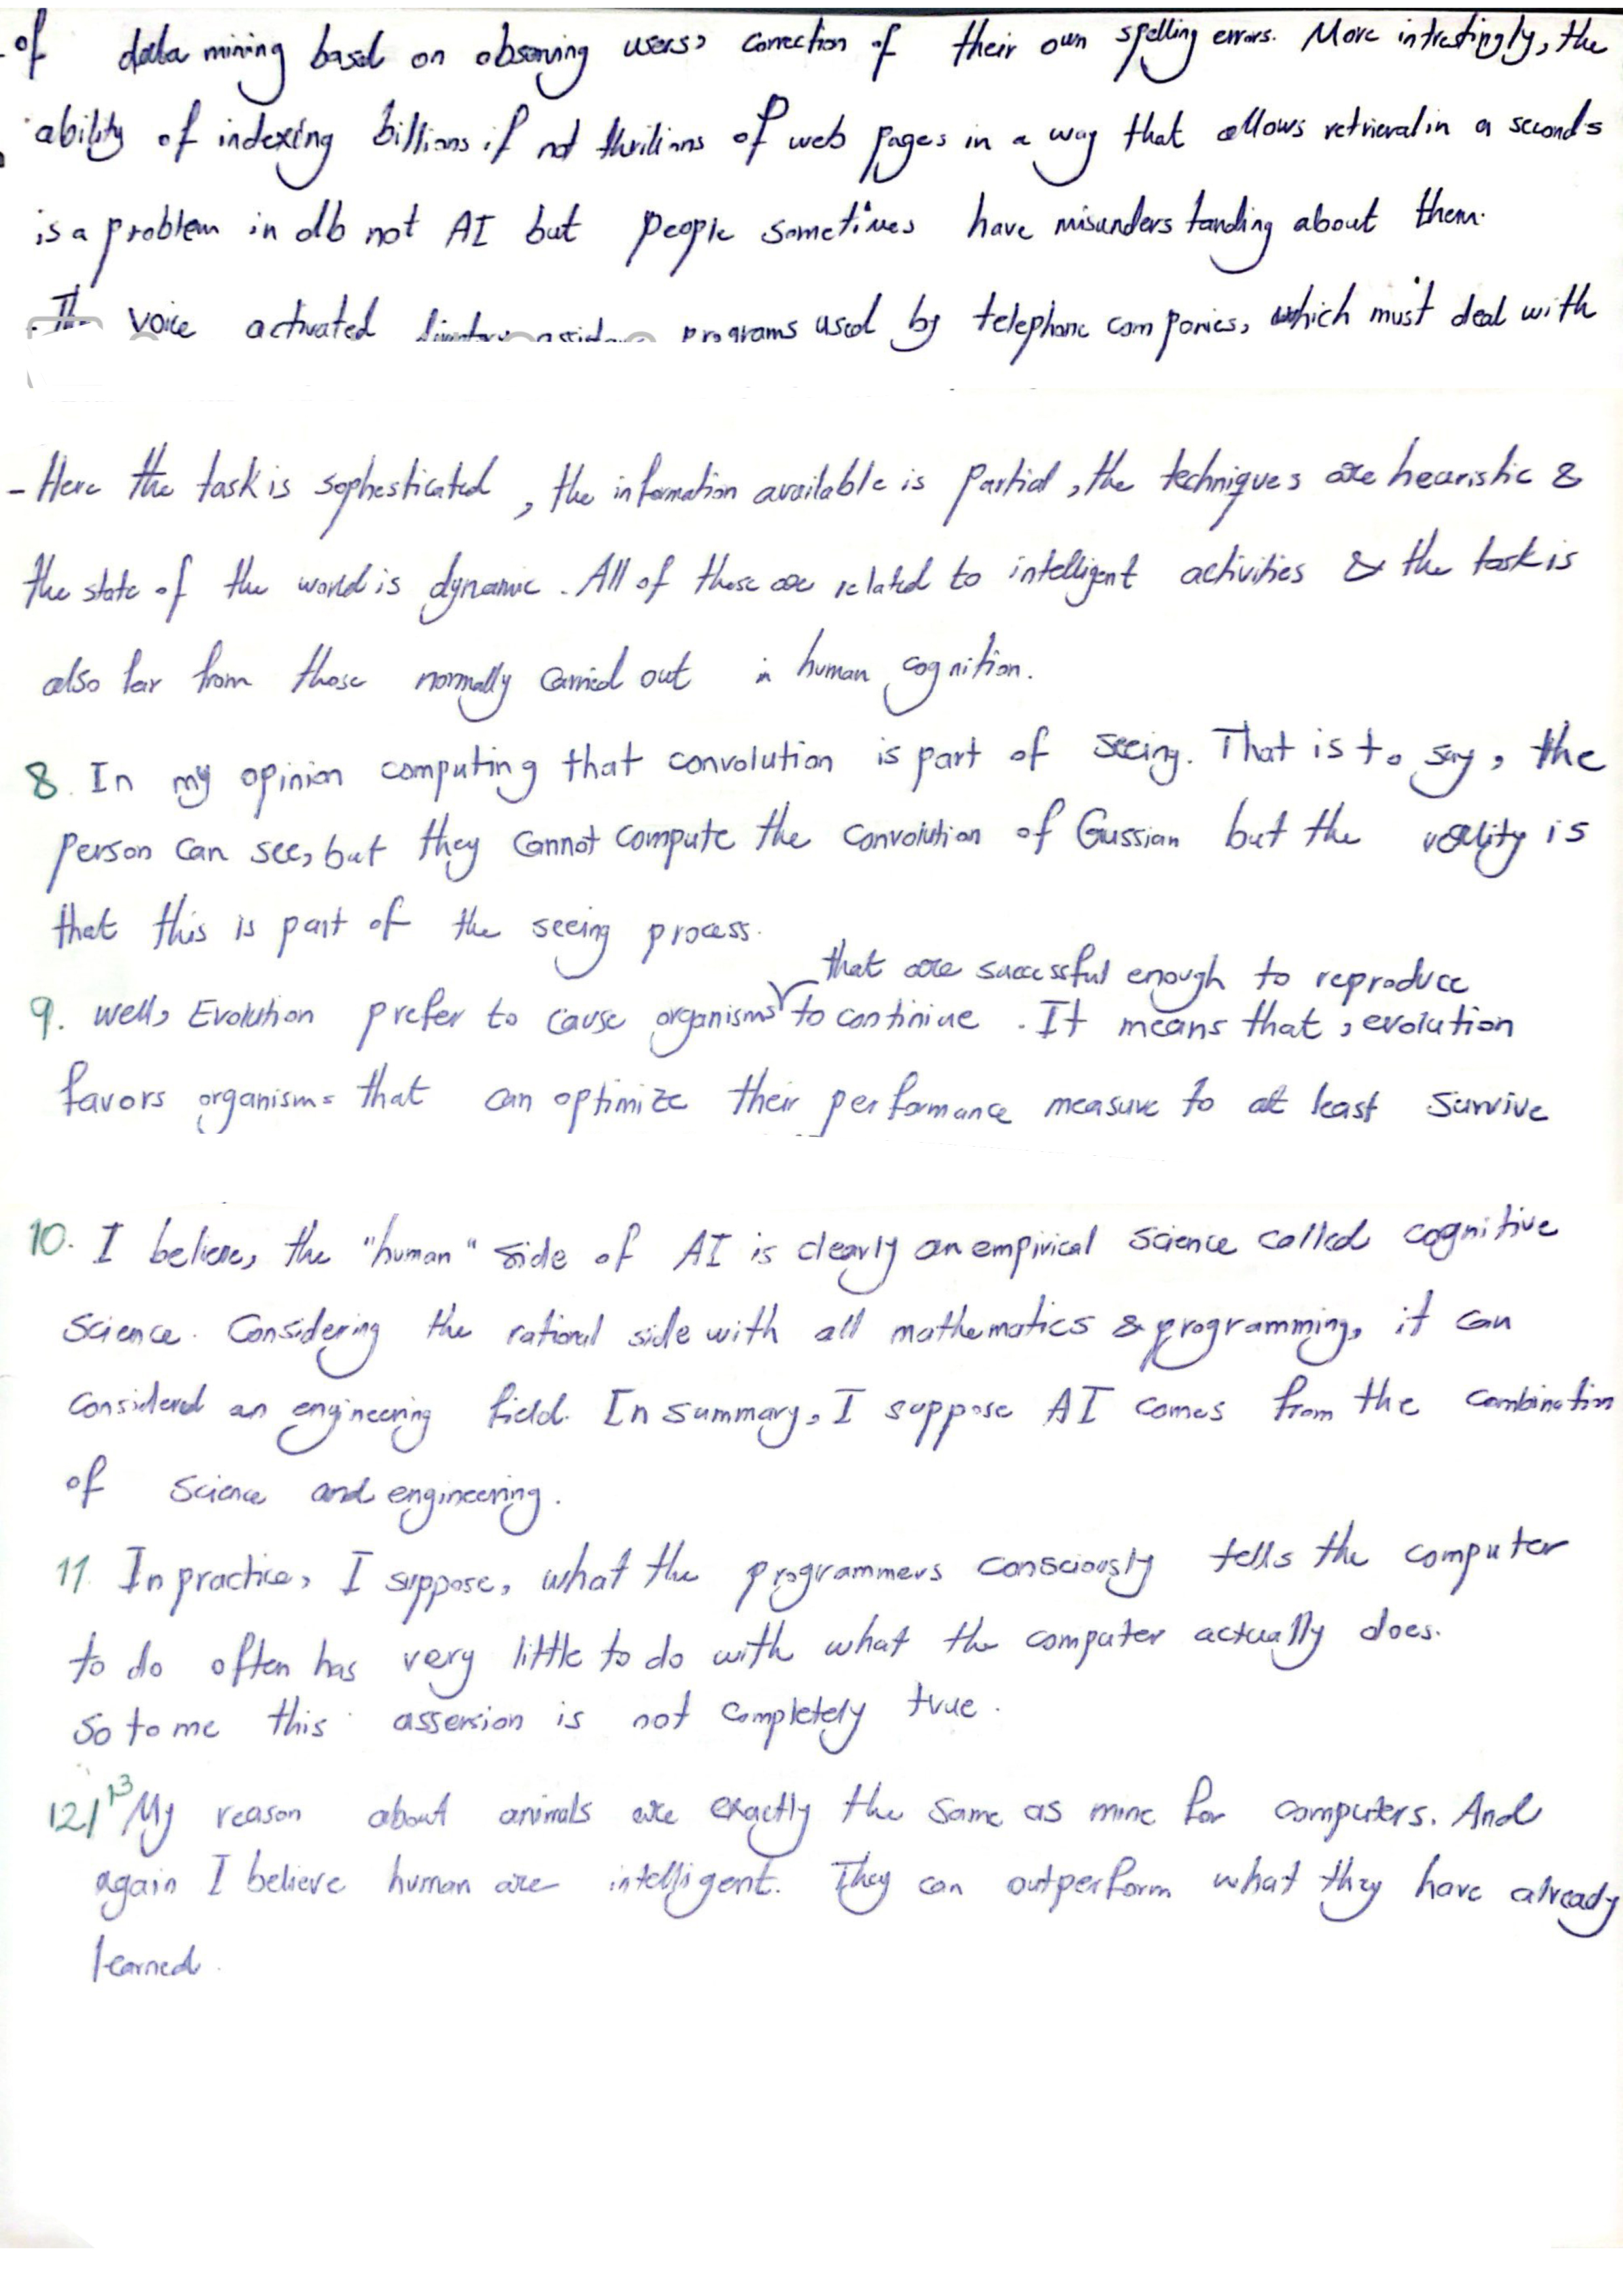 of data mining based on observing users, correction of their own spelling errors. More intrestingly, the
ability of indexing billions if not thrilions of web pages in a way that allows retrieval in a seconds
is a problem in db not AI but people sometimes have misunderstanding about them.
. The voice activated directory assistance programs used by telephone companies, which must deal with
- Here the task is sophesticated, the information available is partial, the techniques are hearistic &
the state of the world is dynamic. All of these are related to intelligent activities & the task is
also far from those normally carried out in human cognition.
8. In my opinion computing that convolution is part of seeing. That is to say, the
person can see, but they cannot compute the convolution of Gussian but the reality is
that this is part of the seeing process.
that are successful enough to reproduce
9. well, Evolution prefer to cause organisms to continiue. It means that, evolution
favors organisms that can optimize their performance measure to at least survive
10. I believe, the "human" side of AI is clearly an empirical science called cognitive
science. Considering the rational side with all mathematics & programming, it can
considered an engineering field. In summary, I suppose AI comes from the combination
of science and engineering.
11. In practice, I suppose, what the programmers consciously tells the computer
to do often has very little to do with what the computer actually does.
So to me this assersion is not completely true.
12/13 My reason about animals are exactly the same as mine for computers. And
again I believe human are intelligent. They can outperform what they have already
learned.